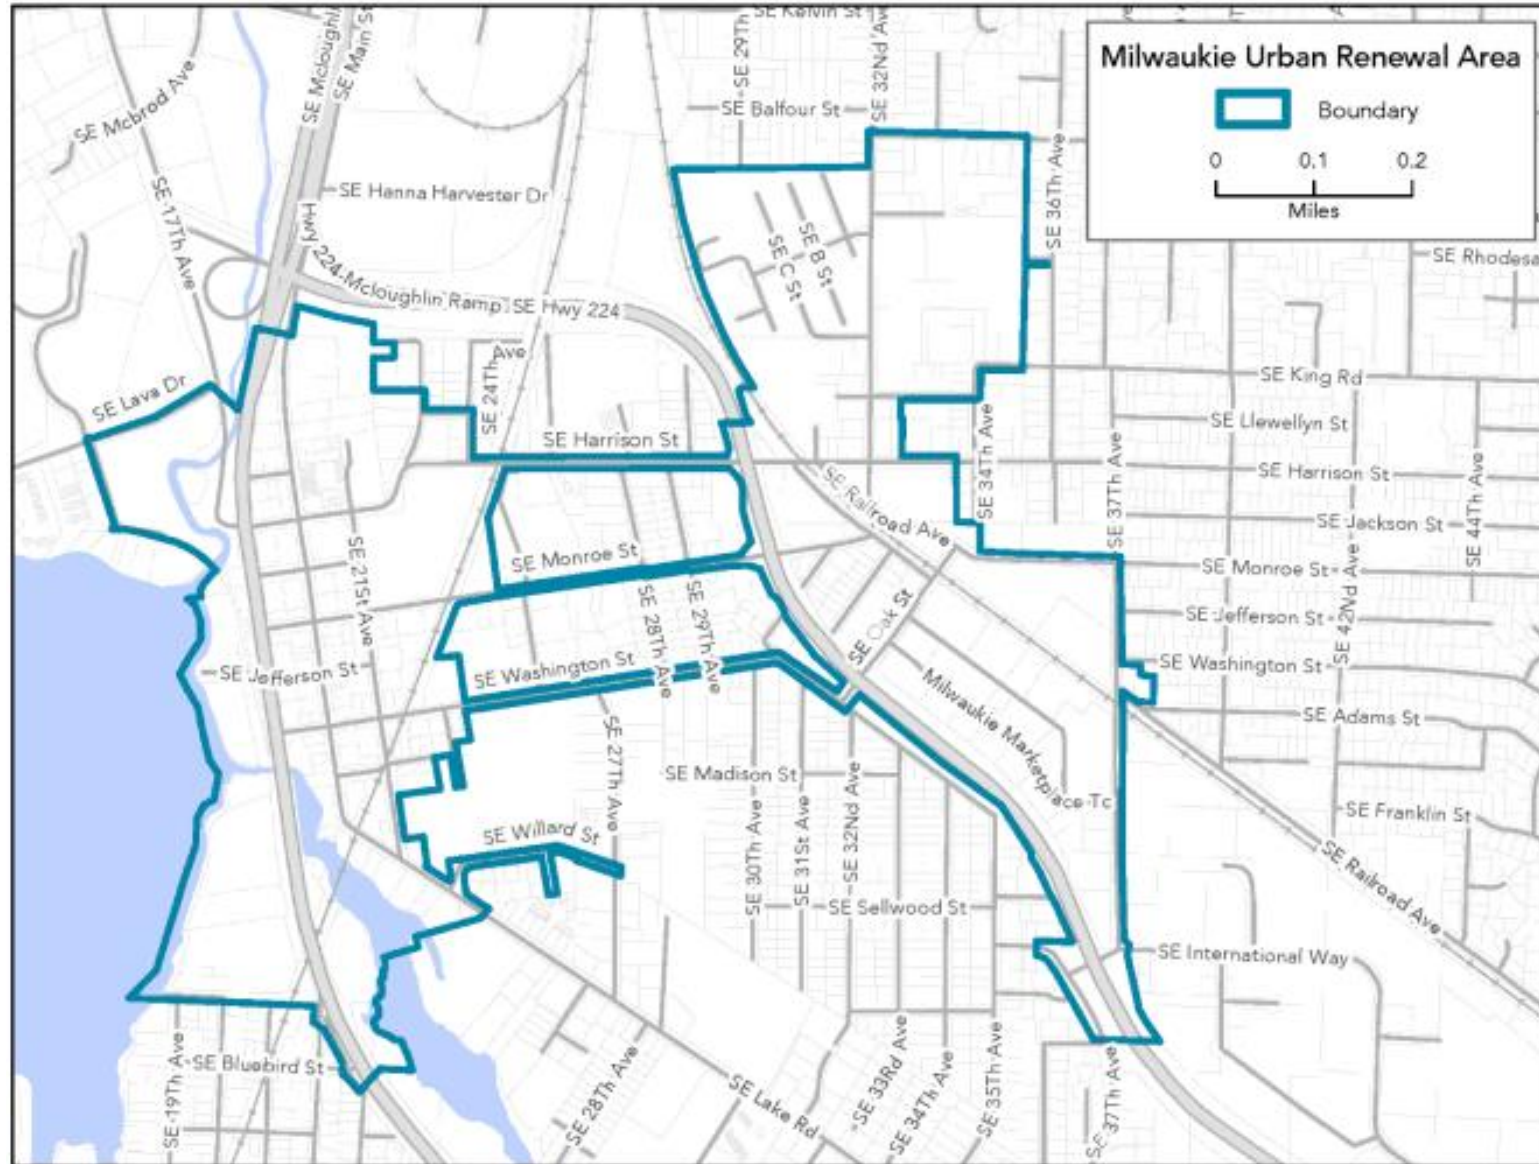 SE Kelvin St
SE Mcloughli
SE Main St
SE 29Th
SE 32Nd Ave
SE Mcbrod Ave
SE Balfour St
Milwaukie Urban Renewal Area
Boundary
0 0.1 0.2
Miles
SE 17Th Ave
SE Hanna Harvester Dr
SE 36Th Ave
SE B St
SE C St
SE Rhodesa
Hwy 224-Mcloughlin Ramp
SE Hwy 224
SE 24Th Ave
SE Lava Dr
SE King Rd
SE Llewellyn St
SE Harrison St
SE 34Th Ave
SE 37Th Ave
SE Harrison St
SE 44Th Ave
SE Railroad Ave
SE Jackson St
SE 21St Ave
SE Monroe St
SE Monroe St
SE 42Nd Ave
SE 28Th Ave
SE 29Th Ave
SE Oak St
SE Jefferson St
SE Jefferson St
SE Washington St
SE Washington St
Milwaukie Marketplace Tc
SE Adams St
SE 27Th Ave
SE Madison St
SE Willard St
SE 30Th Ave
SE 31St Ave
SE 32Nd Ave
SE Franklin St
SE Railroad Ave
SE Sellwood St
SE International Way
SE 19Th Ave
SE Bluebird St
SE 28Th Ave
SE Lake Rd
SE 33Rd Ave
SE 34Th Ave
SE 35Th Ave
SE 37Th Ave